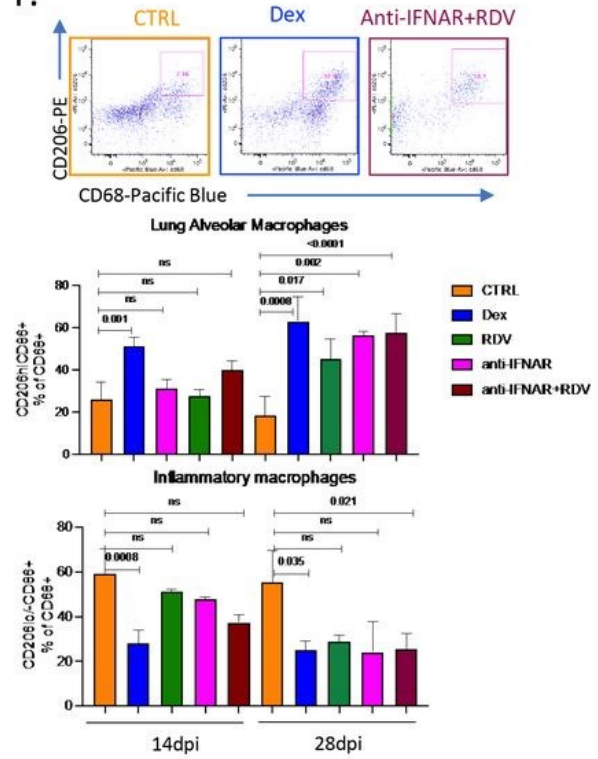 CTRL
Dex
Anti-IFNAR+RDV
CD206-PE
CD68-Pacific Blue
Lung Alveolar Macrophages
<0.0001
0.002
0.017
0.0008
ns
ns
ns
0.001
80
60
40
20
0
CD206hiCD86+
% of CD68+
CTRL
Dex
RDV
anti-IFNAR
anti-IFNAR+RDV
Inflammatory macrophages
ns
ns
ns
0.0008
0.021
ns
ns
0.035
80
60
40
20
0
CD206lo/-CD86+
% of CD68+
14dpi
28dpi